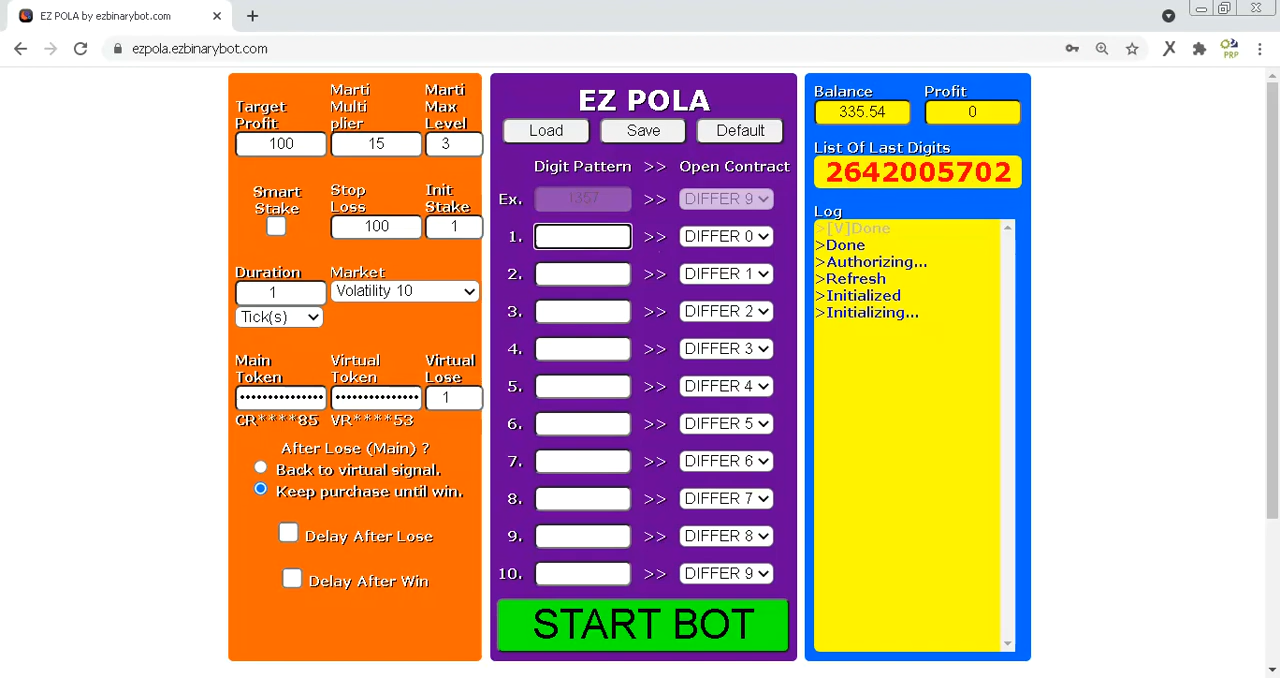 EZ POLA by ezbinarybot.com
ezpola.ezbinarybot.com
PRP
Target Profit
100
Marti Multi plier
15
Marti Max Level
3
Smart Stake
Stop Loss
100
Init Stake
1
Duration
1
Tick(s)
Market
Volatility 10
Main Token
••••••••••••••
CR****85
Virtual Token
••••••••••••••
VR****53
Virtual Lose
1
After Lose (Main) ?
Back to virtual signal.
Keep purchase until win.
Delay After Lose
Delay After Win
EZ POLA
Load Save Default
Digit Pattern >> Open Contract
Ex. 1357 >> DIFFER 9
1. >> DIFFER 0
2. >> DIFFER 1
3. >> DIFFER 2
4. >> DIFFER 3
5. >> DIFFER 4
6. >> DIFFER 5
7. >> DIFFER 6
8. >> DIFFER 7
9. >> DIFFER 8
10. >> DIFFER 9
START BOT
Balance
335.54
Profit
0
List Of Last Digits
2642005702
Log
>[V]Done
>Done
>Authorizing...
>Refresh
>Initialized
>Initializing...